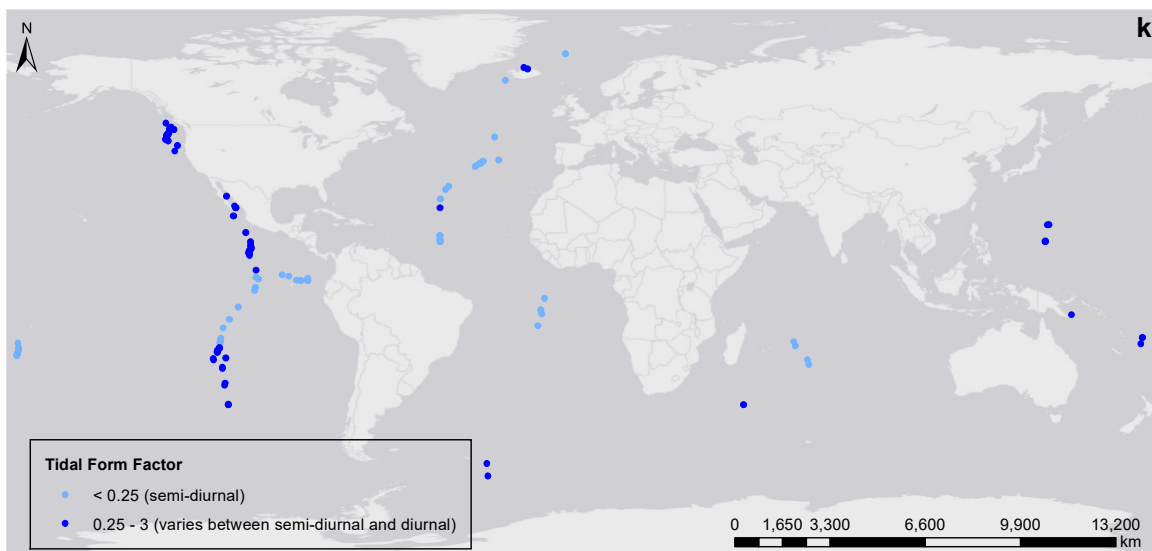 k
N
Tidal Form Factor
< 0.25 (semi-diurnal)
0.25 - 3 (varies between semi-diurnal and diurnal)
0 1,650 3,300 6,600 9,900 13,200
km